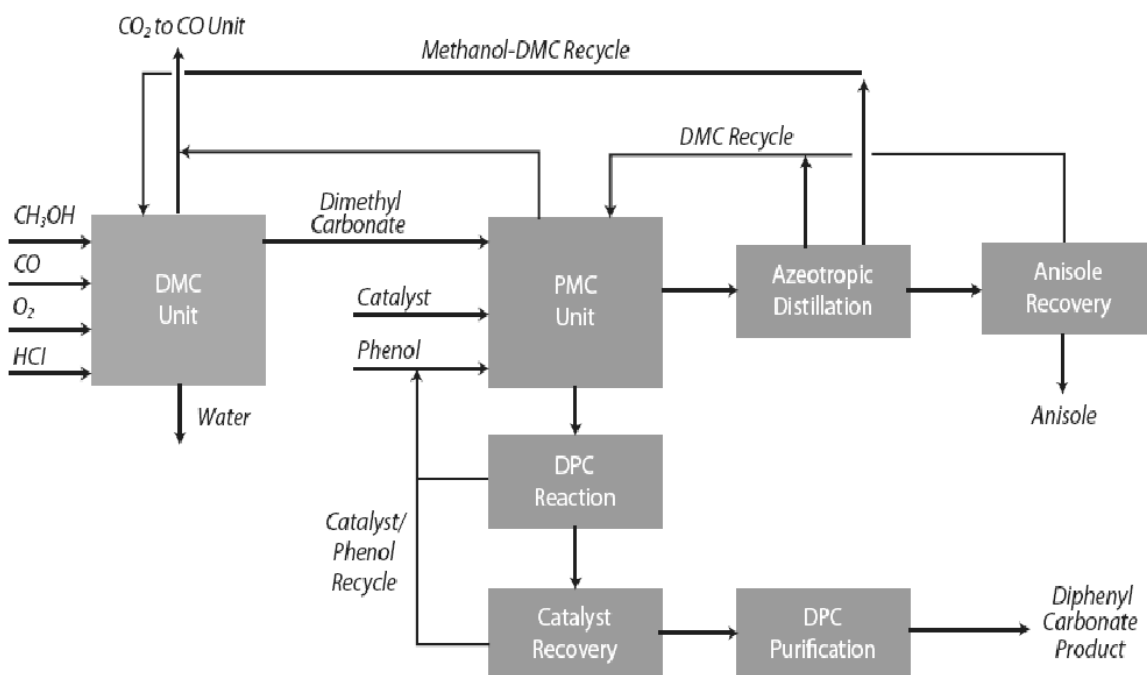 CO₂ to CO Unit
Methanol-DMC Recycle
DMC Recycle
CH₃OH
CO
O₂
HCl
DMC
Unit
Water
Dimethyl
Carbonate
Catalyst
Phenol
PMC
Unit
Azeotropic
Distillation
Anisole
Recovery
Anisole
DPC
Reaction
Catalyst/
Phenol
Recycle
Catalyst
Recovery
DPC
Purification
Diphenyl
Carbonate
Product